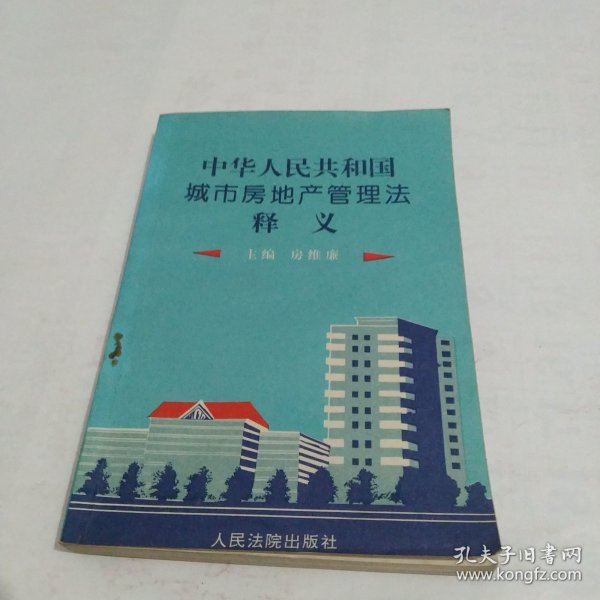 中华人民共和国
城市房地产管理法
释 义
主编 房维廉
人民法院出版社
孔夫子旧书网
www.kongfz.com